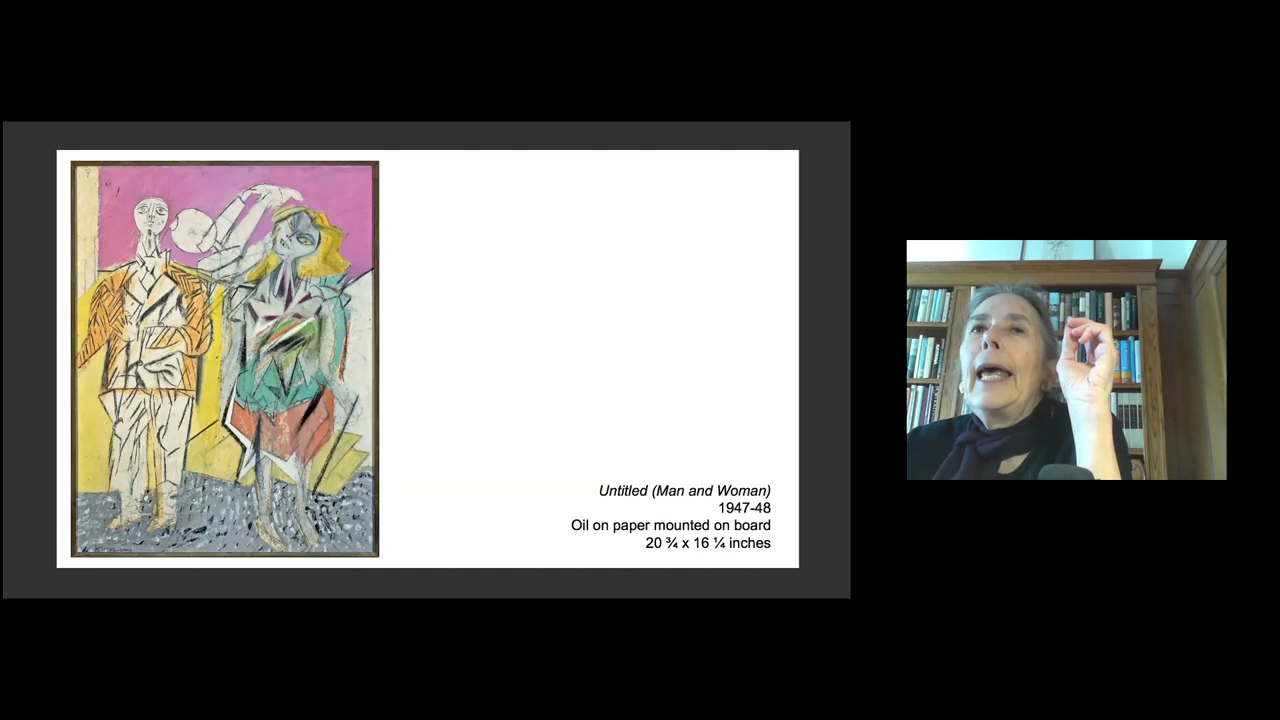 Untitled (Man and Woman)
1947-48
Oil on paper mounted on board
20 ¾ x 16 ¼ inches